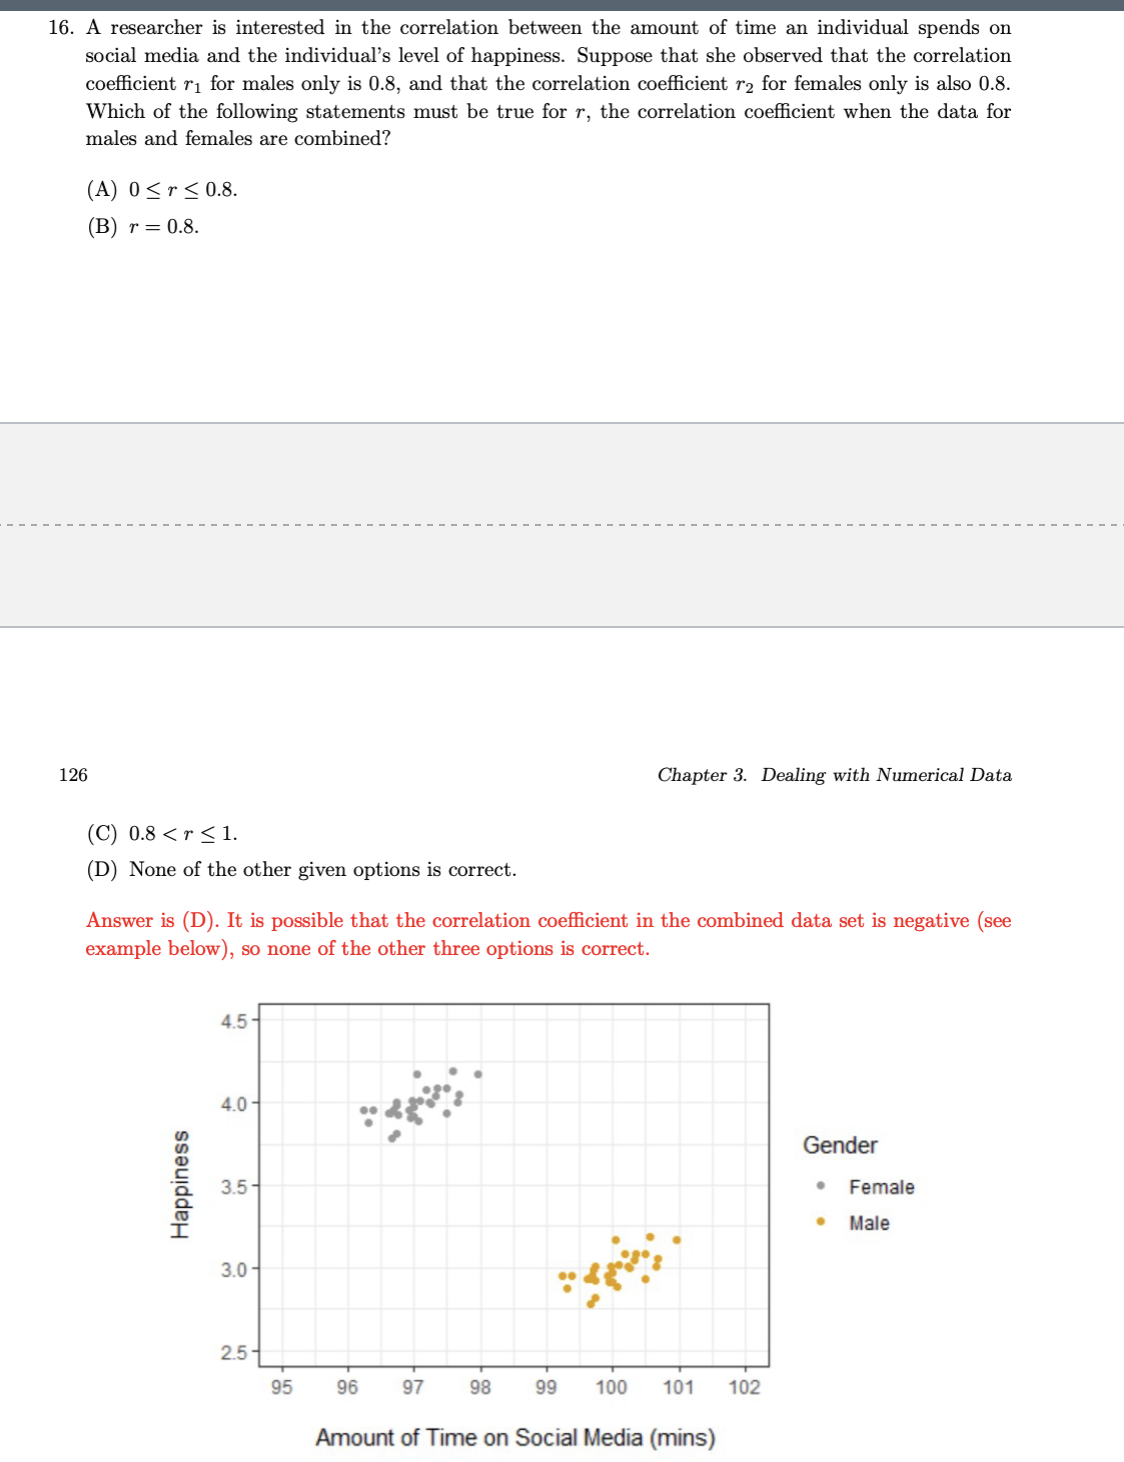 16. A researcher is interested in the correlation between the amount of time an individual spends on
social media and the individual's level of happiness. Suppose that she observed that the correlation
coefficient r₁ for males only is 0.8, and that the correlation coefficient r₂ for females only is also 0.8.
Which of the following statements must be true for r, the correlation coefficient when the data for
males and females are combined?
(A) 0 ≤ r ≤ 0.8.
(B) r = 0.8.
126
Chapter 3. Dealing with Numerical Data
(C) 0.8 < r ≤ 1.
(D) None of the other given options is correct.
Answer is (D). It is possible that the correlation coefficient in the combined data set is negative (see
example below), so none of the other three options is correct.
4.5
4.0
3.5
3.0
2.5
Happiness
95 96 97 98 99 100 101 102
Amount of Time on Social Media (mins)
Gender
Female
Male